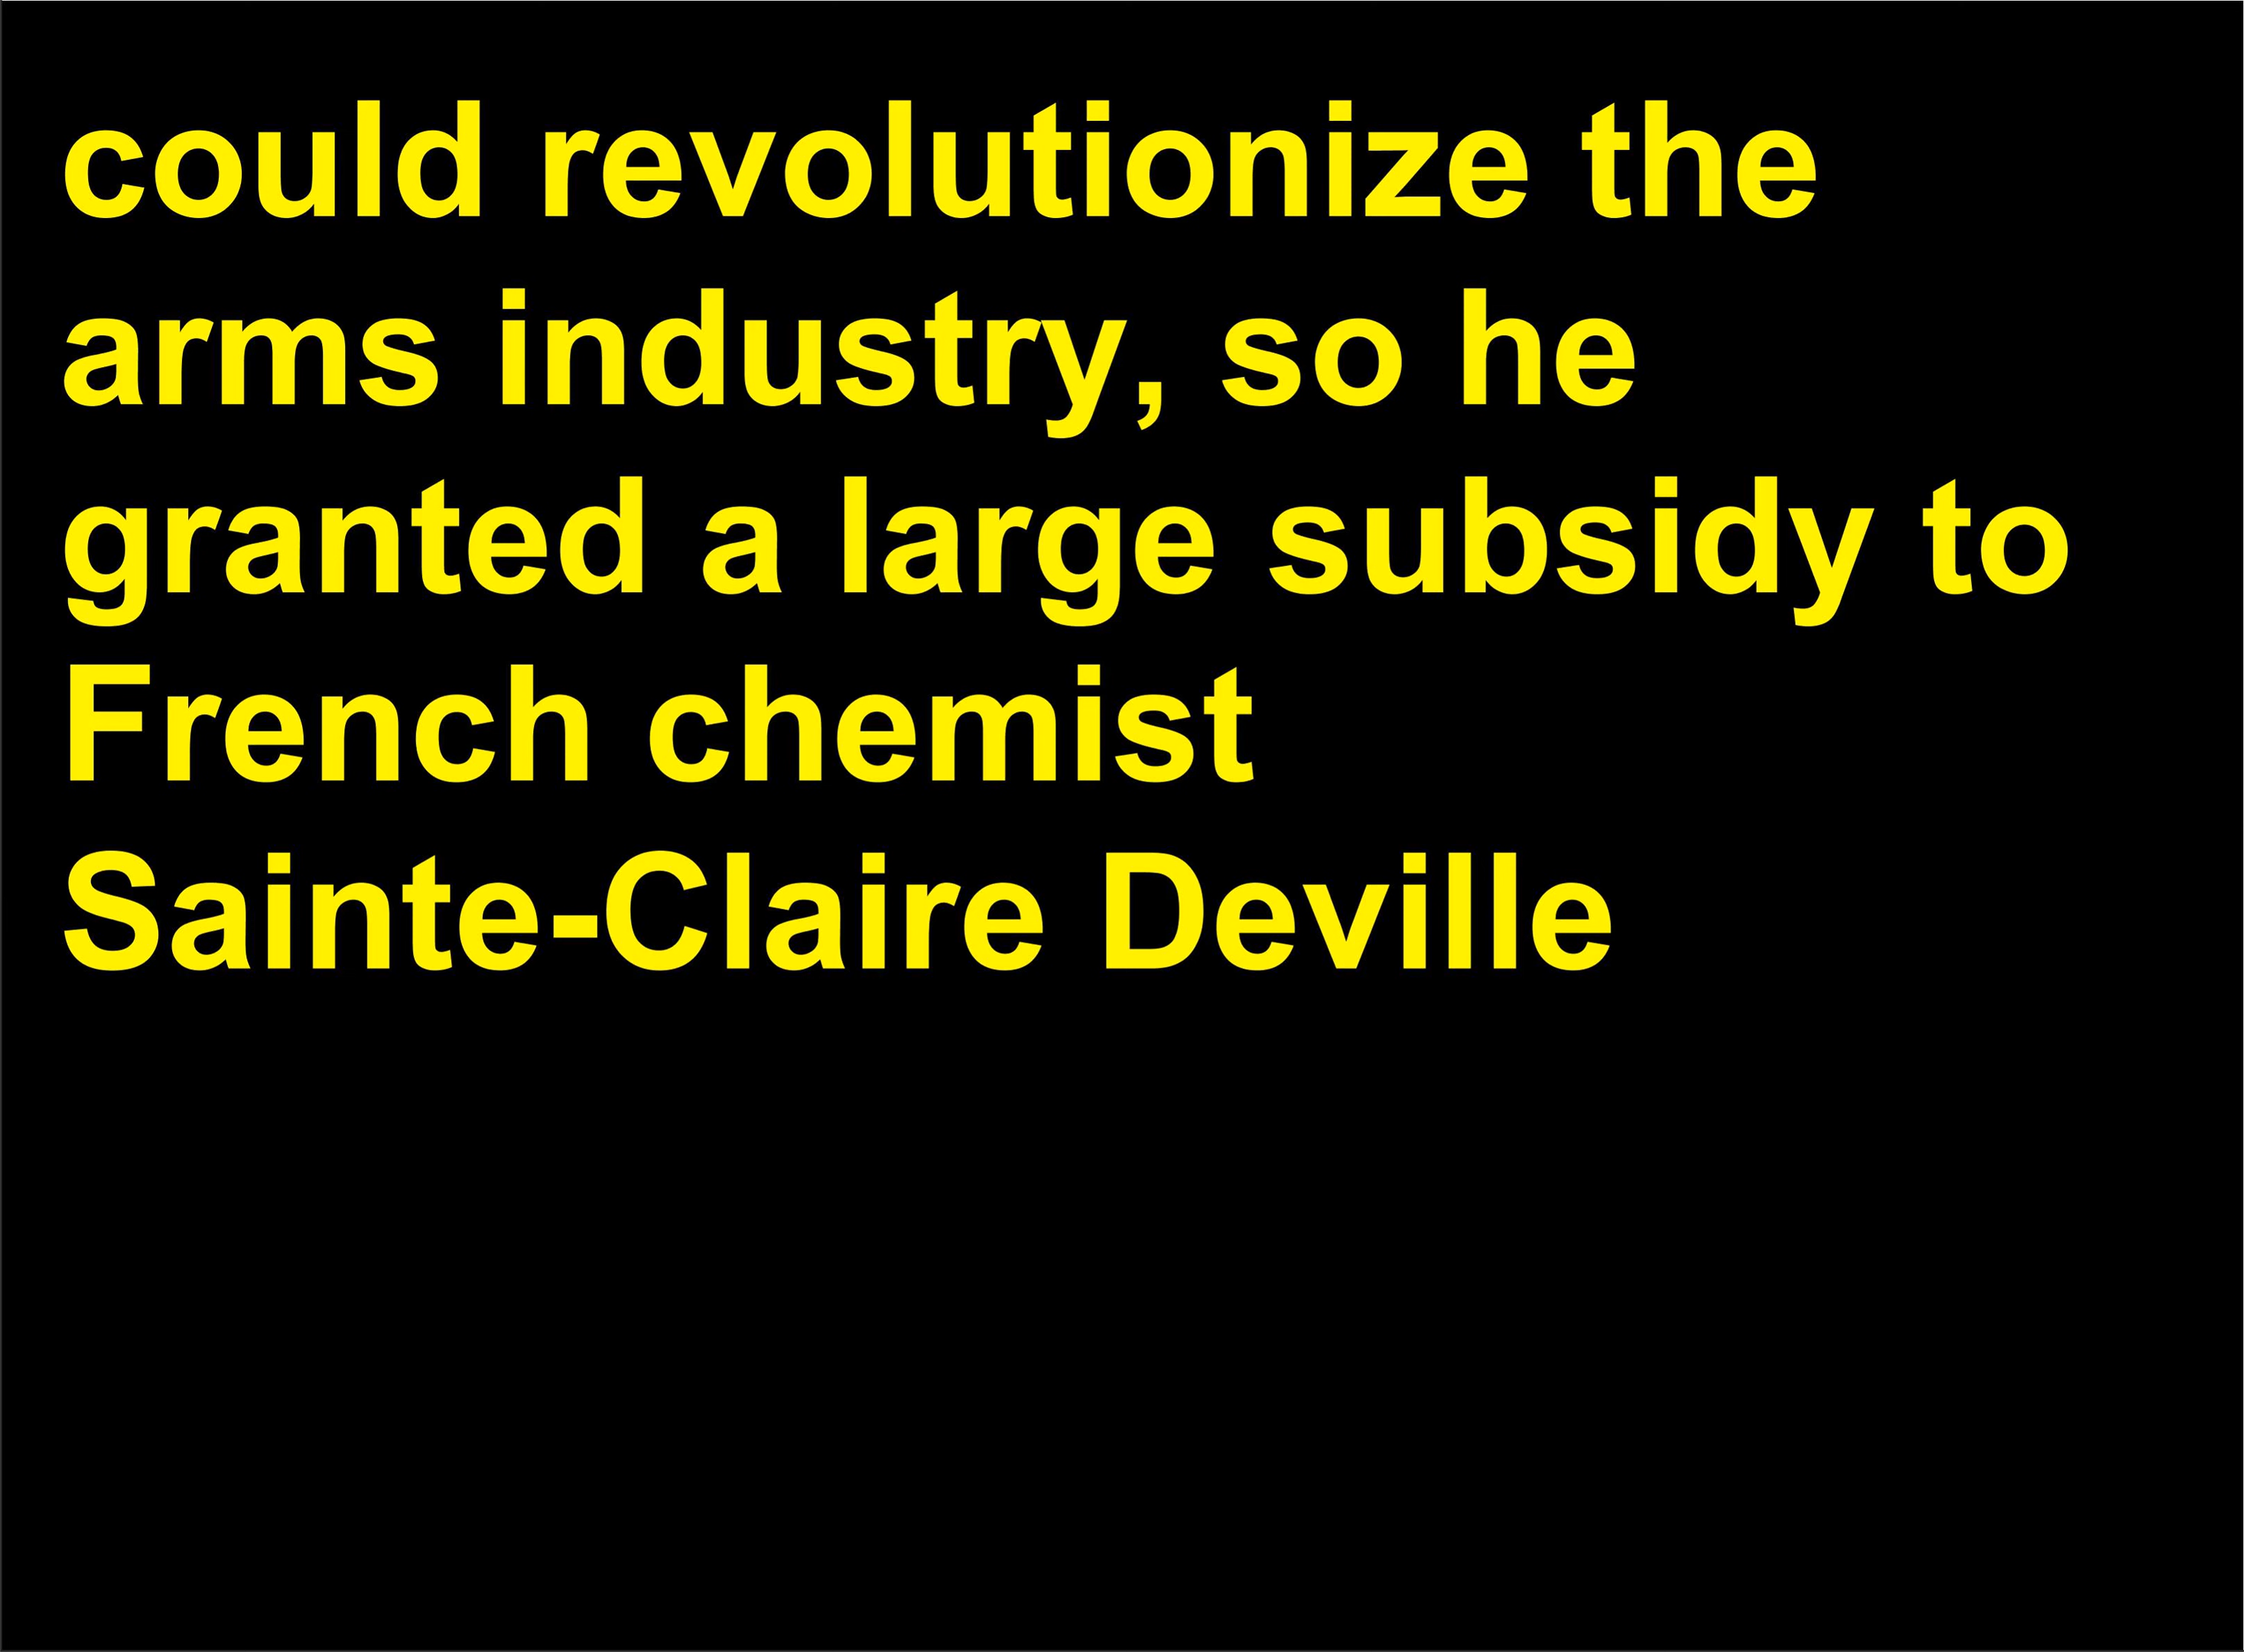 could revolutionize the
arms industry, so he
granted a large subsidy to
French chemist
Sainte-Claire Deville